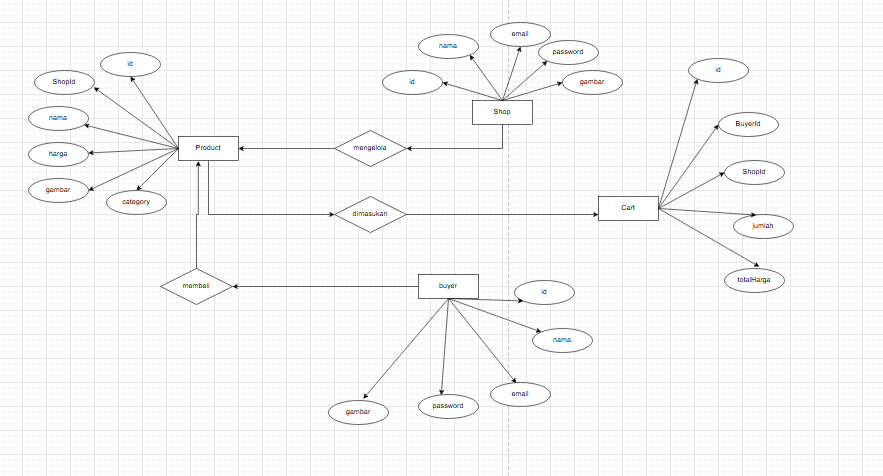 email
nama
password
id
ShopId
id
gambar
id
Shop
nama
BuyerId
Product
mengelola
harga
ShopId
gambar
category
Cart
dimasukan
jumlah
totalHarga
membeli
buyer
id
nama
email
password
gambar